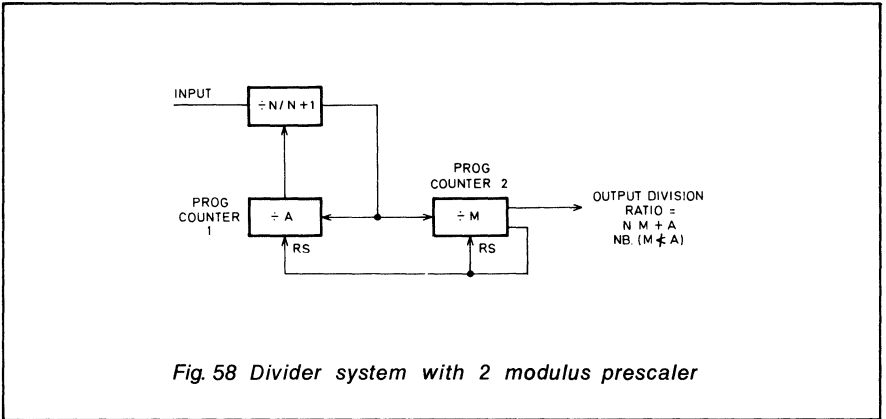 INPUT
÷N/N+1
PROG
COUNTER 2
PROG
COUNTER
1
÷A
÷M
RS
RS
OUTPUT DIVISION
RATIO =
N M + A
NB. (M ≮ A)
Fig. 58 Divider system with 2 modulus prescaler